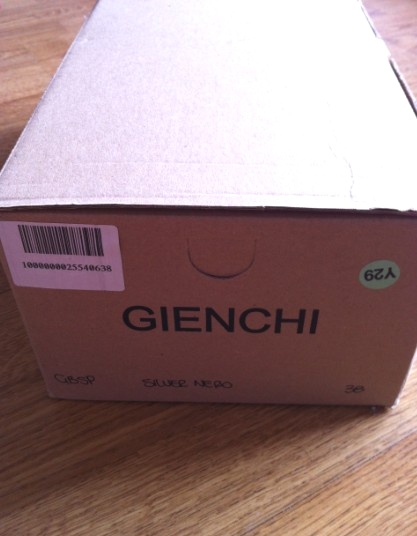 1000000025540638
Y29
GIENCHI
SILVER NERO
38